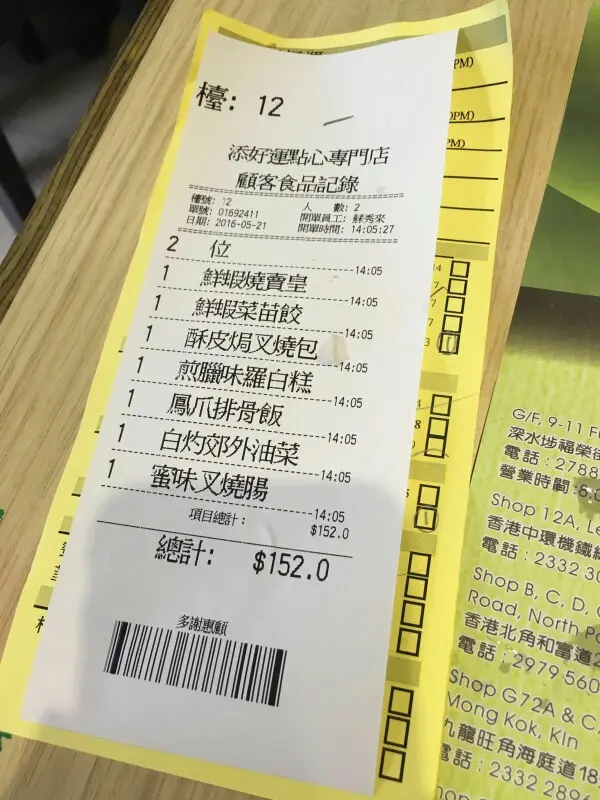 檯: 12
添好運點心專門店
顧客食品記錄
檯號: 12 人 數: 2
單號: 01692411 開單員工: 蘇秀來
日期: 2016-05-21 開單時間: 14:05:27
2 位 14:05
1 鮮蝦燒賣皇 14:05
1 鮮蝦菜苗餃 14:05
1 酥皮焗叉燒包 14:05
1 煎臘味羅白糕 14:05
1 鳳爪排骨飯 14:05
1 白灼郊外油菜 14:05
1 蜜味叉燒腸 14:05
項目總計: $152.0
總計: $152.0
多謝惠顧
PM)
PM)
PM)
G/F, 9-11
深水埗福榮街
電話：2788
營業時間:
Shop 12A,
香港中環機鐵
電話：2332 30
Shop B, C, D,
Road, North
香港北角和富道2
電話：2979 560
Shop G72A &
Mong Kok, Kln
九龍旺角海庭道18
電話：2332 2896